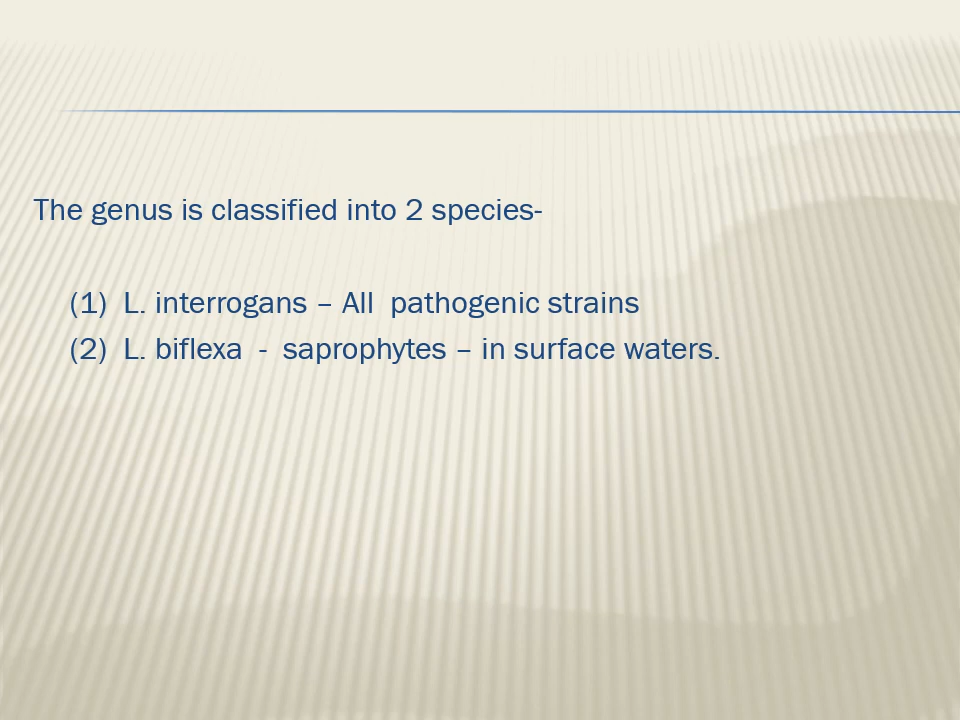 The genus is classified into 2 species-
(1) L. interrogans – All pathogenic strains
(2) L. biflexa - saprophytes – in surface waters.